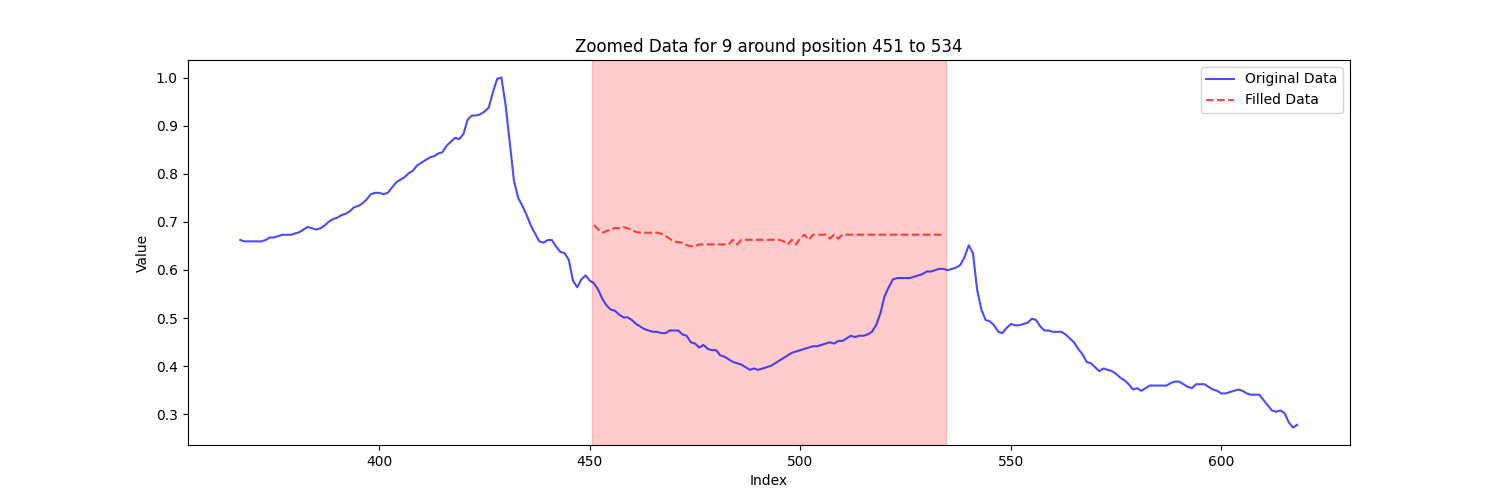 Zoomed Data for 9 around position 451 to 534
Original Data
Filled Data
1.0
0.9
0.8
0.7
0.6
0.5
0.4
0.3
Value
400
450
500
550
600
Index